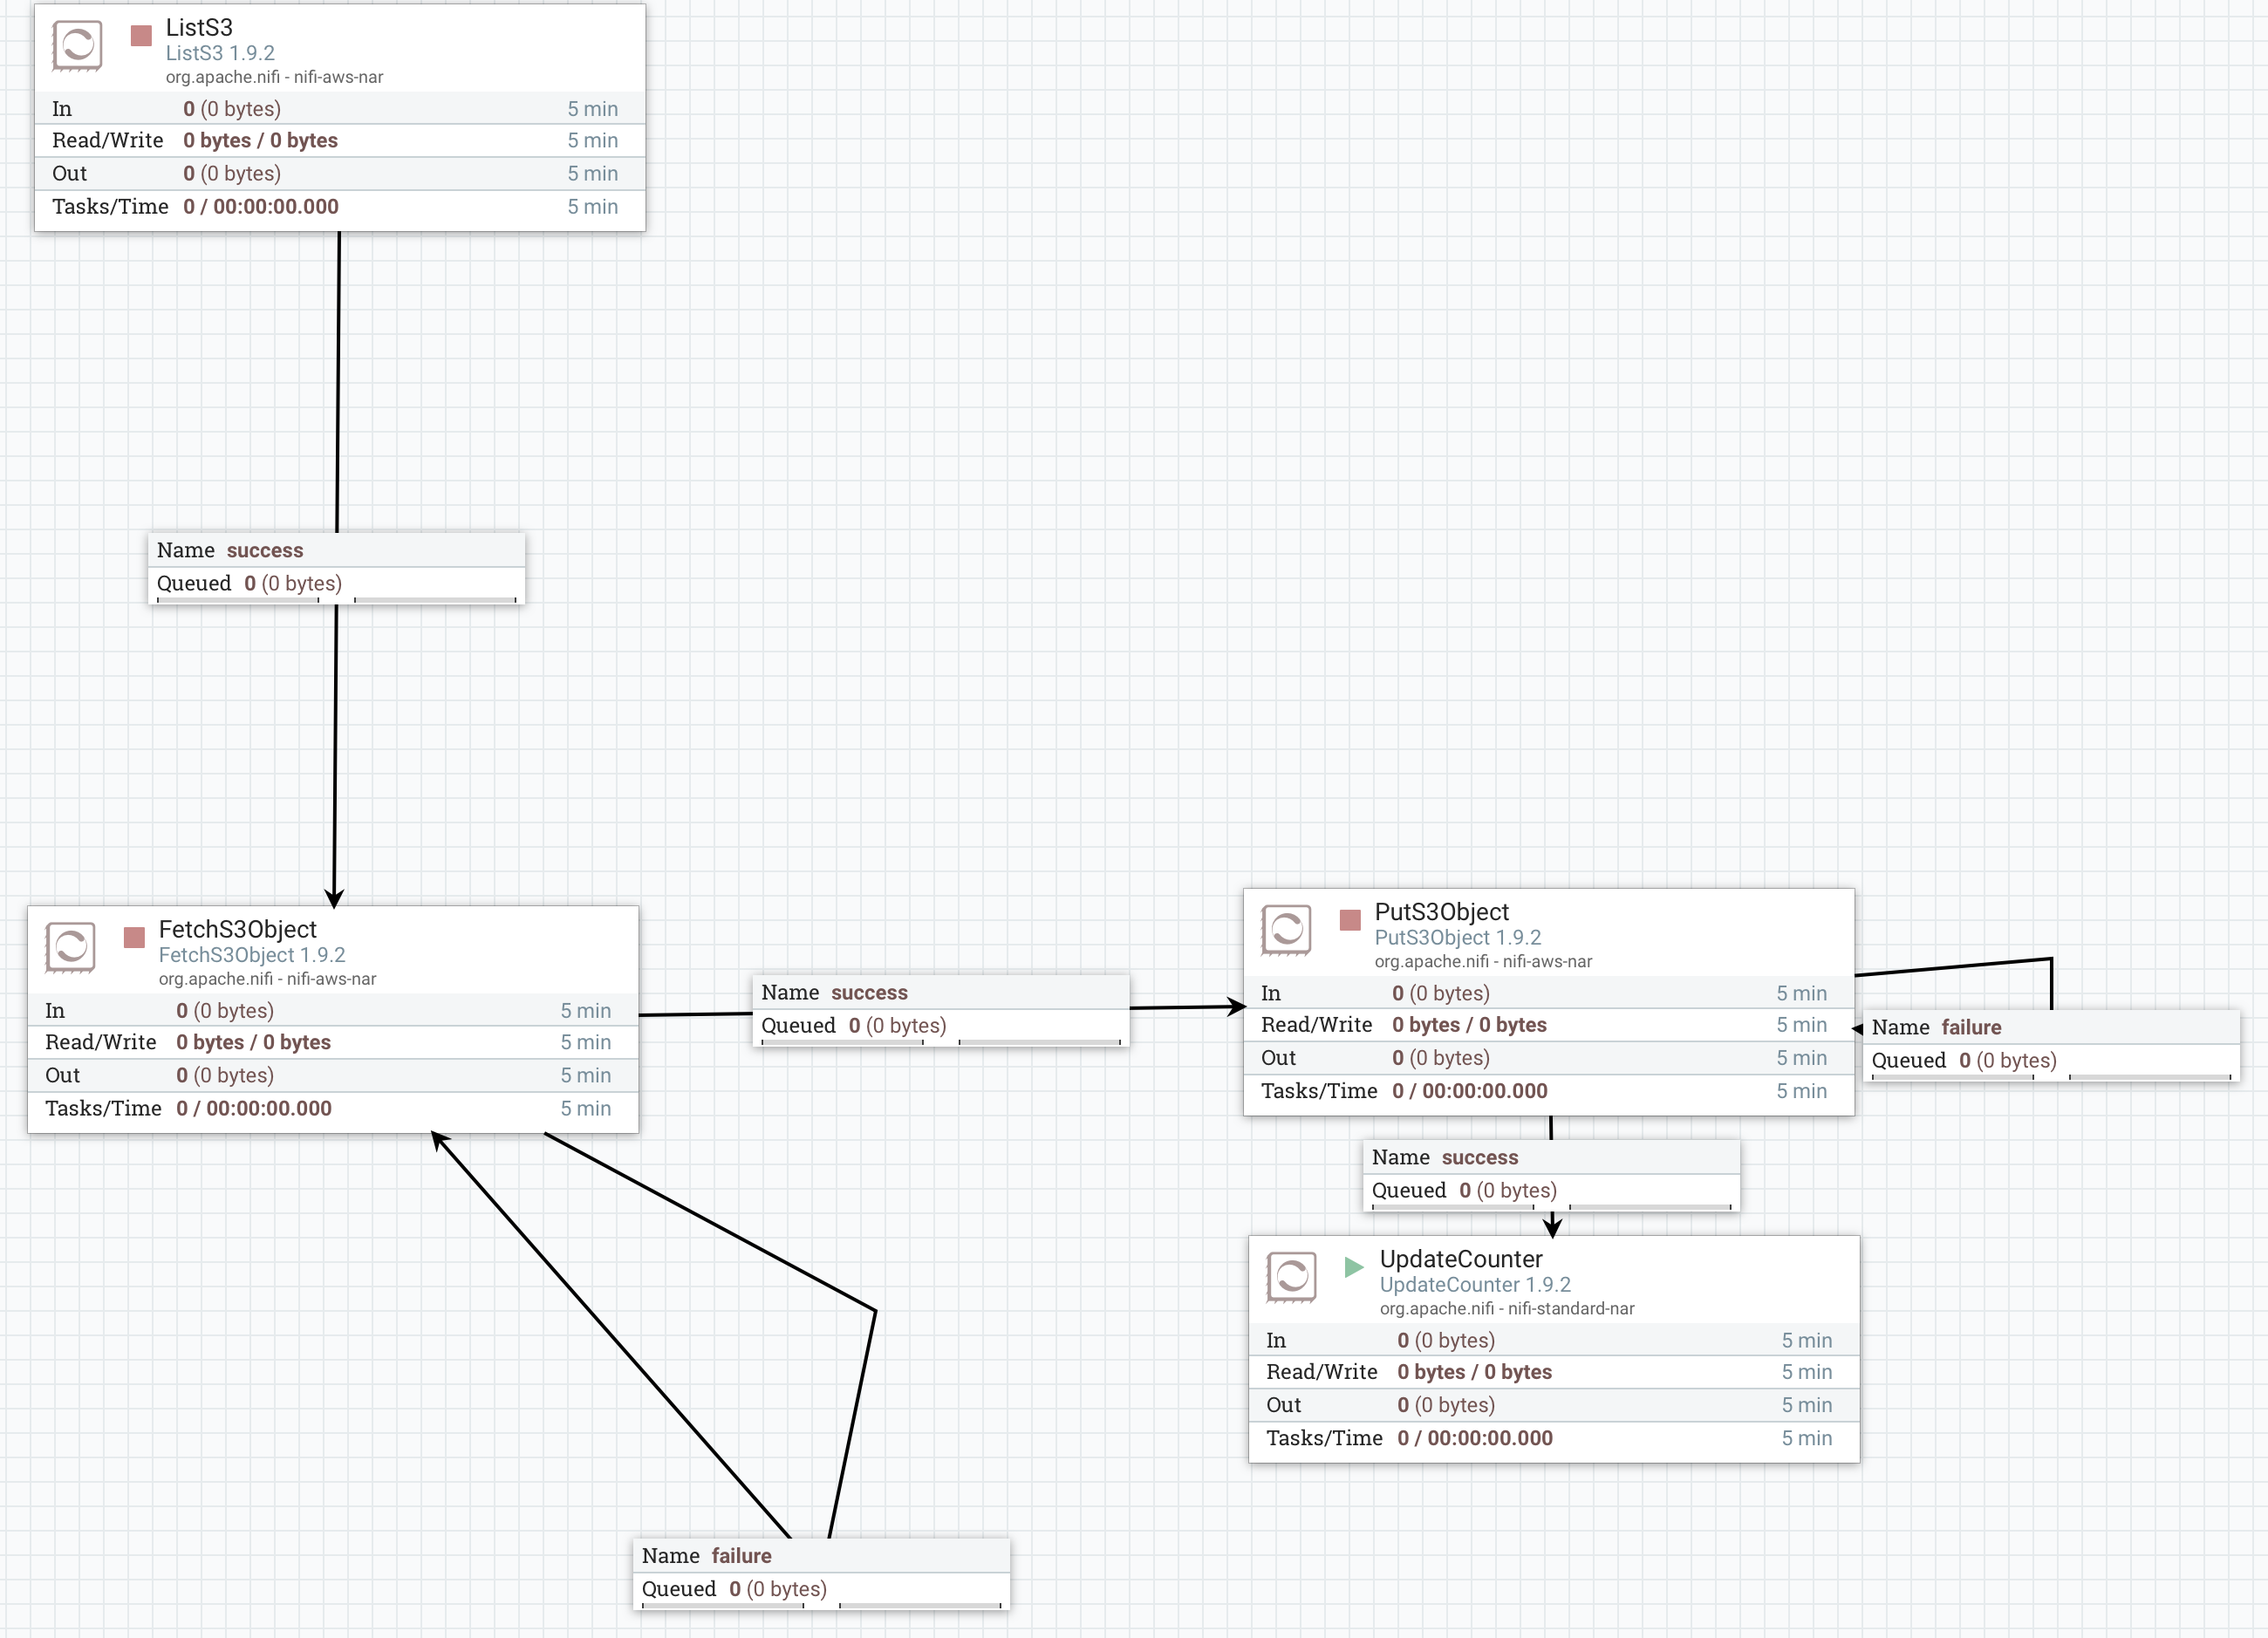 ListS3
ListS3 1.9.2
org.apache.nifi - nifi-aws-nar
In 0 (0 bytes) 5 min
Read/Write 0 bytes / 0 bytes 5 min
Out 0 (0 bytes) 5 min
Tasks/Time 0 / 00:00:00.000 5 min
Name success
Queued 0 (0 bytes)
FetchS3Object
FetchS3Object 1.9.2
org.apache.nifi - nifi-aws-nar
In 0 (0 bytes) 5 min
Read/Write 0 bytes / 0 bytes 5 min
Out 0 (0 bytes) 5 min
Tasks/Time 0 / 00:00:00.000 5 min
Name success
Queued 0 (0 bytes)
PutS3Object
PutS3Object 1.9.2
org.apache.nifi - nifi-aws-nar
In 0 (0 bytes) 5 min
Read/Write 0 bytes / 0 bytes 5 min
Out 0 (0 bytes) 5 min
Tasks/Time 0 / 00:00:00.000 5 min
Name failure
Queued 0 (0 bytes)
Name success
Queued 0 (0 bytes)
UpdateCounter
UpdateCounter 1.9.2
org.apache.nifi - nifi-standard-nar
In 0 (0 bytes) 5 min
Read/Write 0 bytes / 0 bytes 5 min
Out 0 (0 bytes) 5 min
Tasks/Time 0 / 00:00:00.000 5 min
Name failure
Queued 0 (0 bytes)